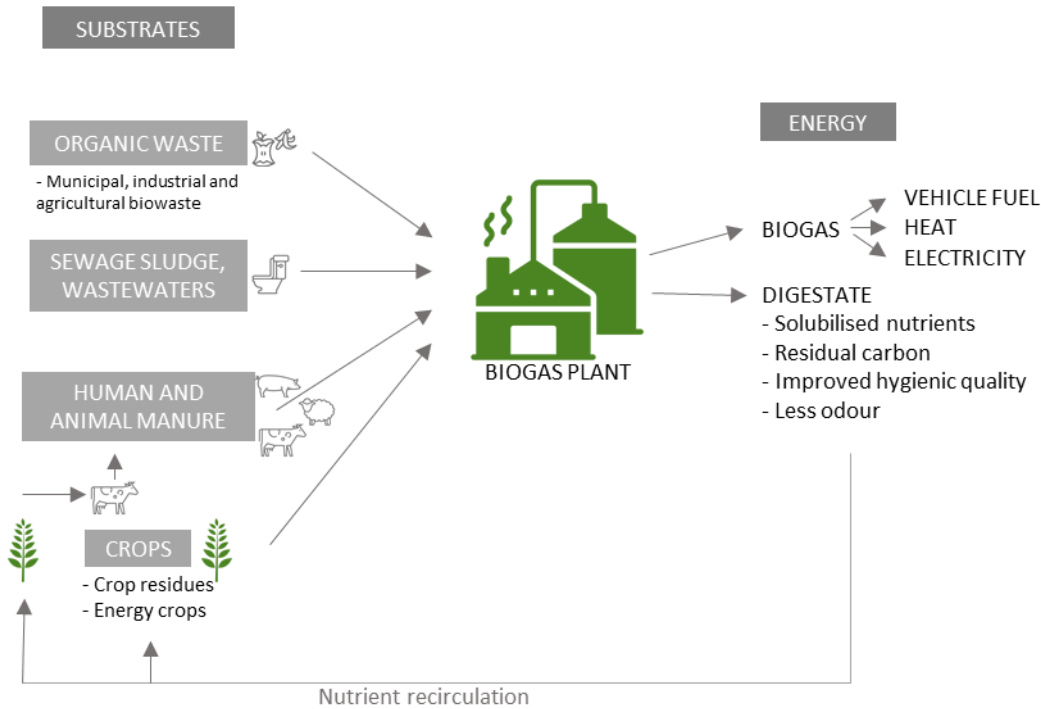 SUBSTRATES
ORGANIC WASTE
- Municipal, industrial and
agricultural biowaste
SEWAGE SLUDGE,
WASTEWATERS
HUMAN AND
ANIMAL MANURE
CROPS
- Crop residues
- Energy crops
BIOGAS PLANT
ENERGY
BIOGAS
VEHICLE FUEL
HEAT
ELECTRICITY
DIGESTATE
- Solubilised nutrients
- Residual carbon
- Improved hygienic quality
- Less odour
Nutrient recirculation